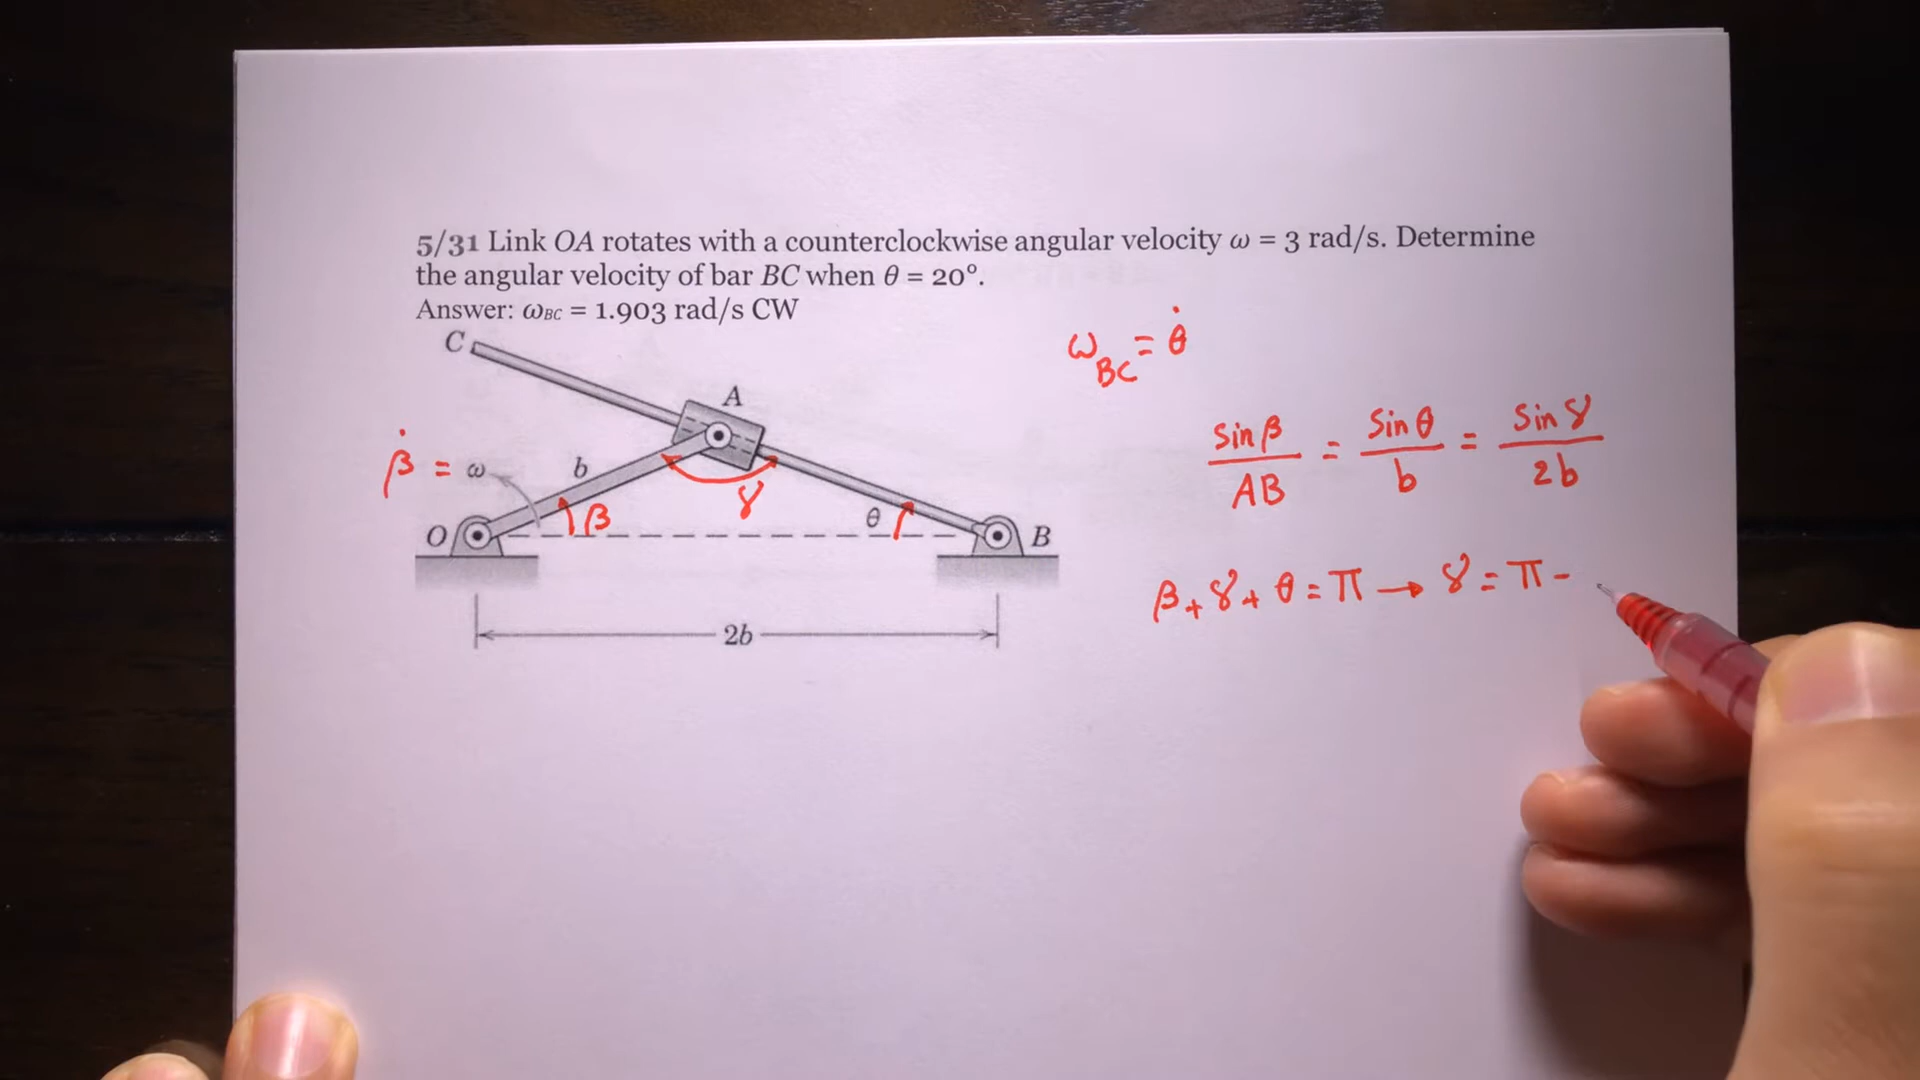 5/31 Link OA rotates with a counterclockwise angular velocity ω = 3 rad/s. Determine
the angular velocity of bar BC when θ = 20°.
Answer: ωBC = 1.903 rad/s CW
C
A
b
O
B
θ
2b
β̇ = ω
β
γ
ω_BC = θ̇
Sin β / AB = Sin θ / b = Sin γ / 2b
β + γ + θ = π → γ = π -